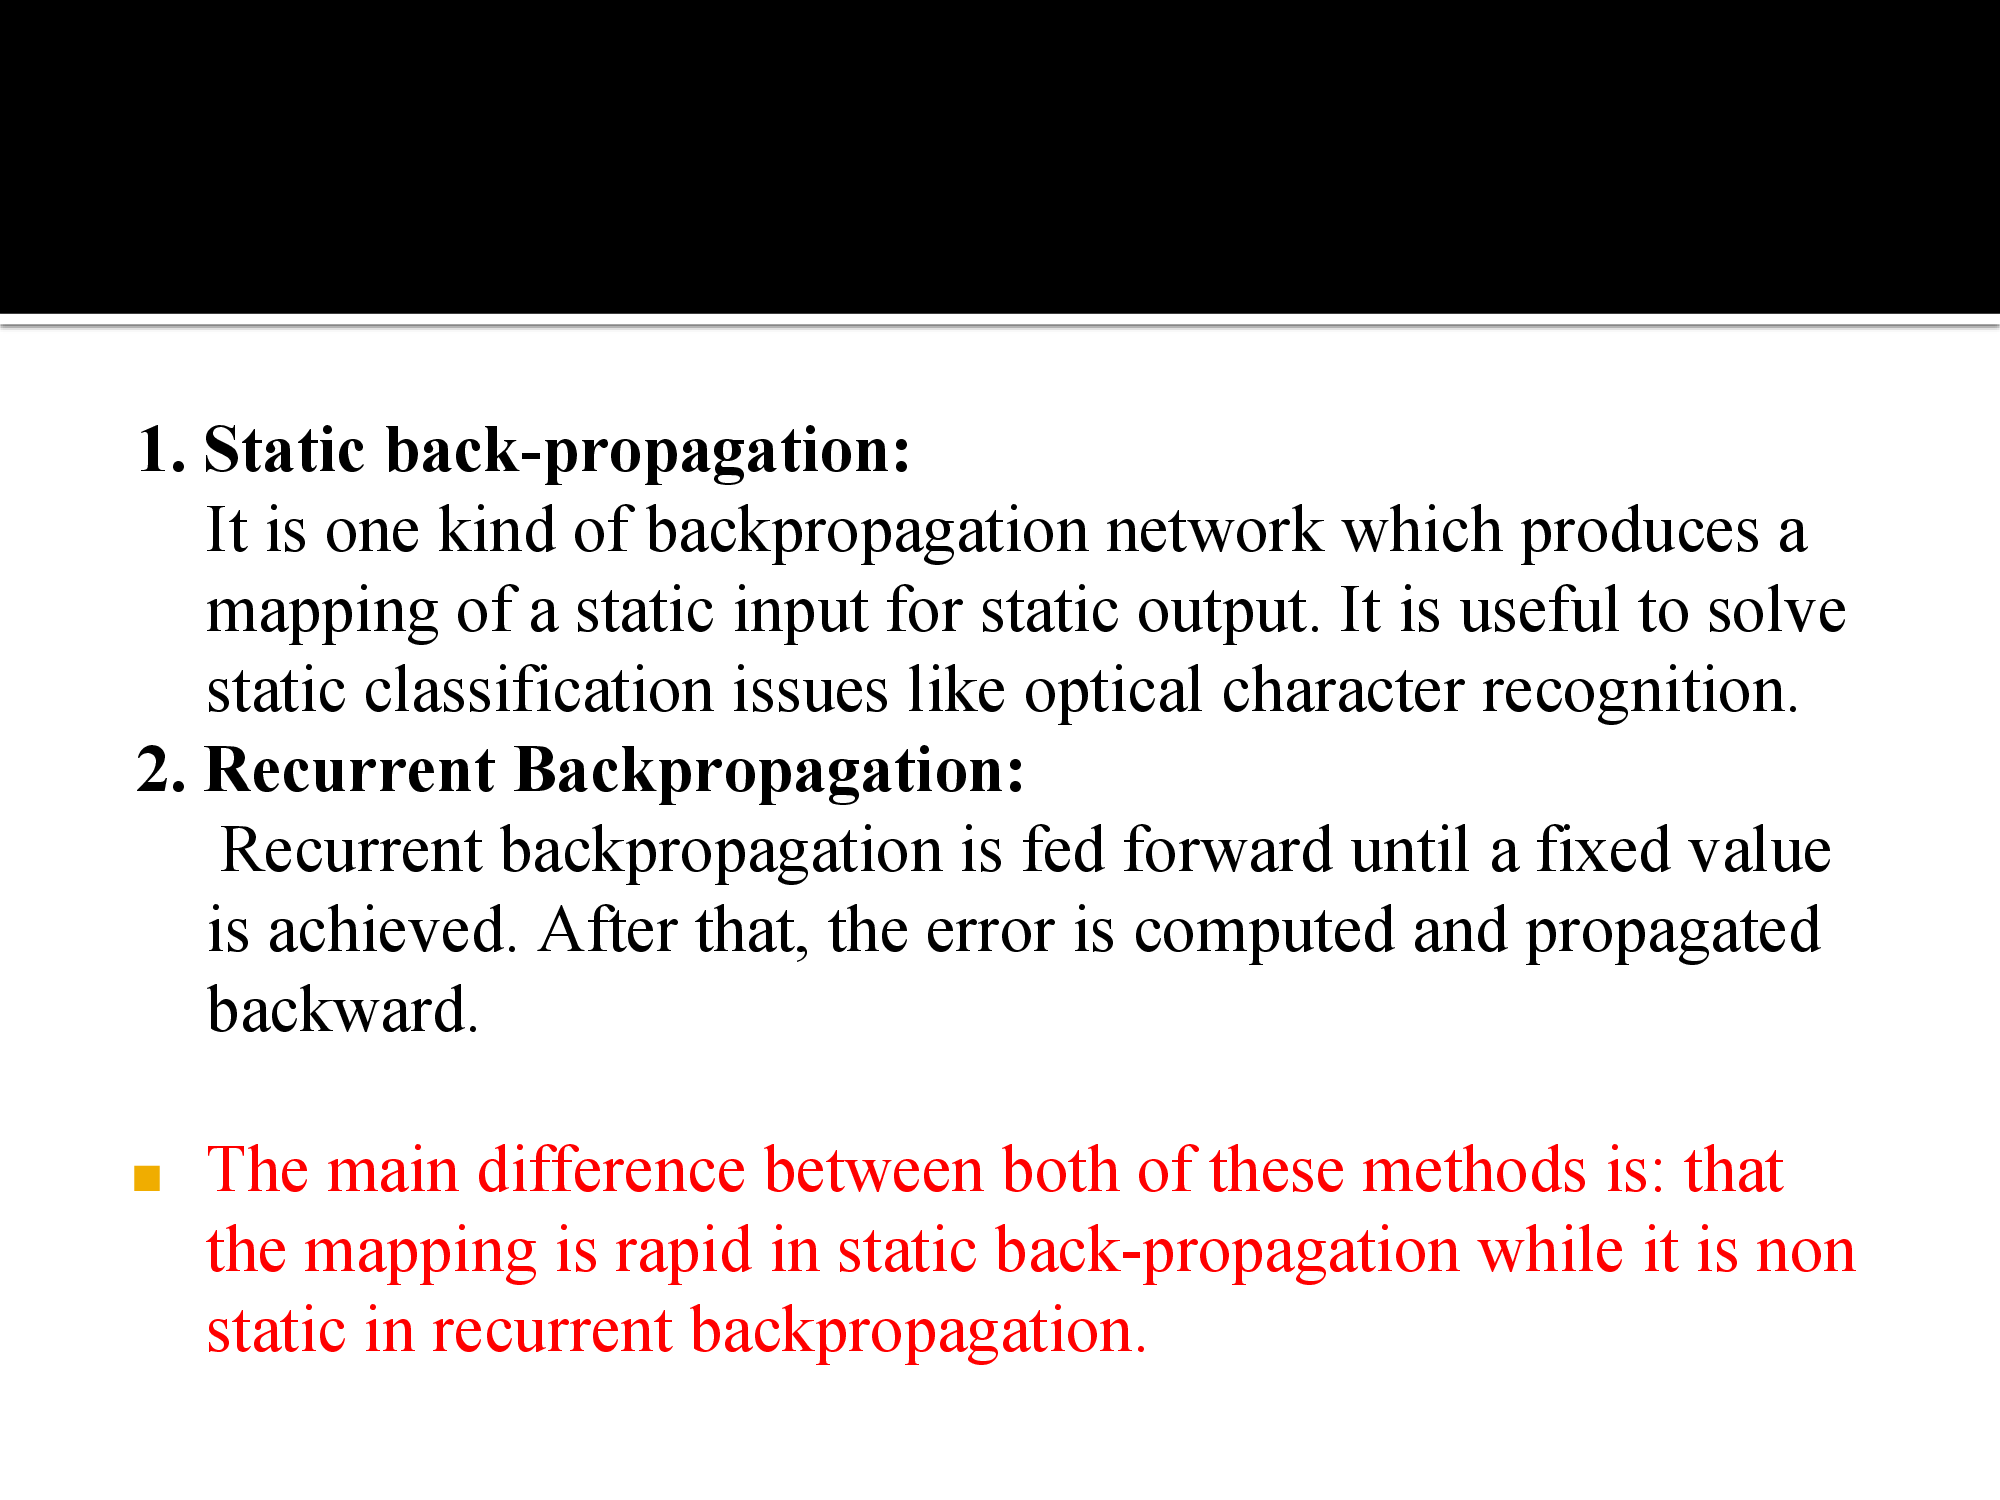 1. Static back-propagation:
It is one kind of backpropagation network which produces a
mapping of a static input for static output. It is useful to solve
static classification issues like optical character recognition.
2. Recurrent Backpropagation:
Recurrent backpropagation is fed forward until a fixed value
is achieved. After that, the error is computed and propagated
backward.
The main difference between both of these methods is: that
the mapping is rapid in static back-propagation while it is non
static in recurrent backpropagation.